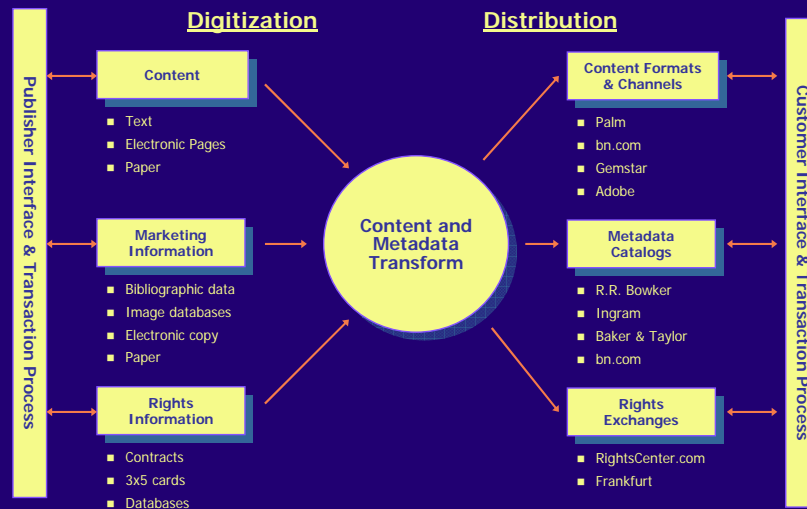 Digitization
Distribution
Publisher Interface & Transaction Process
Content
■ Text
■ Electronic Pages
■ Paper
Marketing
Information
■ Bibliographic data
■ Image databases
■ Electronic copy
■ Paper
Rights
Information
■ Contracts
■ 3x5 cards
■ Databases
Content and
Metadata
Transform
Content Formats
& Channels
■ Palm
■ bn.com
■ Gemstar
■ Adobe
Metadata
Catalogs
■ R.R. Bowker
■ Ingram
■ Baker & Taylor
■ bn.com
Rights
Exchanges
■ RightsCenter.com
■ Frankfurt
Customer Interface & Transaction Process